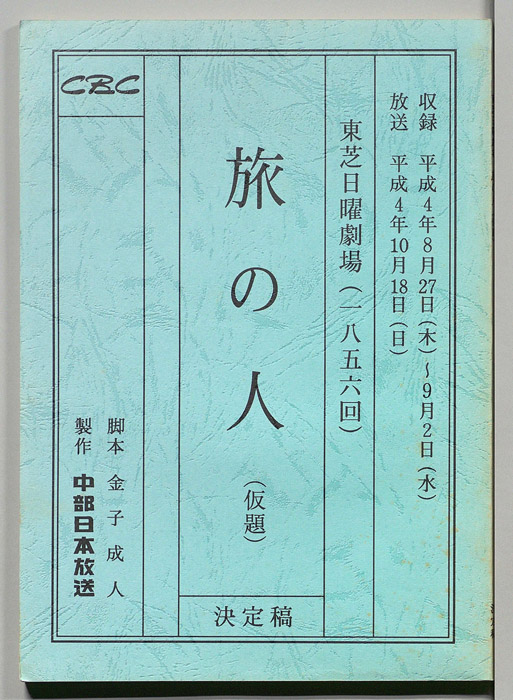 収録　平成4年8月27日(木)～9月2日(水)
放送　平成4年10月18日(日)
東芝日曜劇場(一八五六回)
旅の人(仮題)
決定稿
CBC
脚本　金子成人
製作　中部日本放送